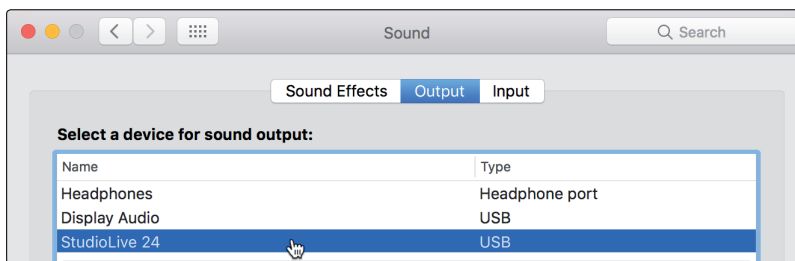 Sound
Search
Sound Effects Output Input
Select a device for sound output:
Name Type
Headphones Headphone port
Display Audio USB
StudioLive 24 USB